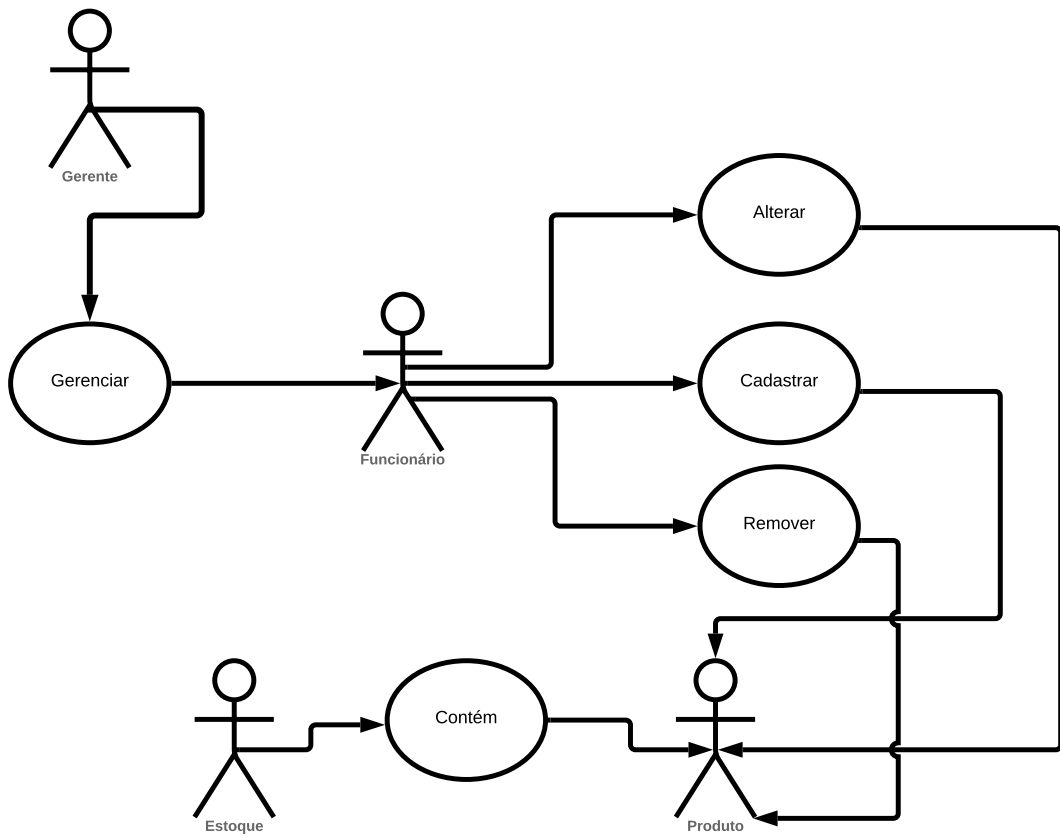 Gerente
Alterar
Gerenciar
Cadastrar
Funcionário
Remover
Contém
Estoque
Produto